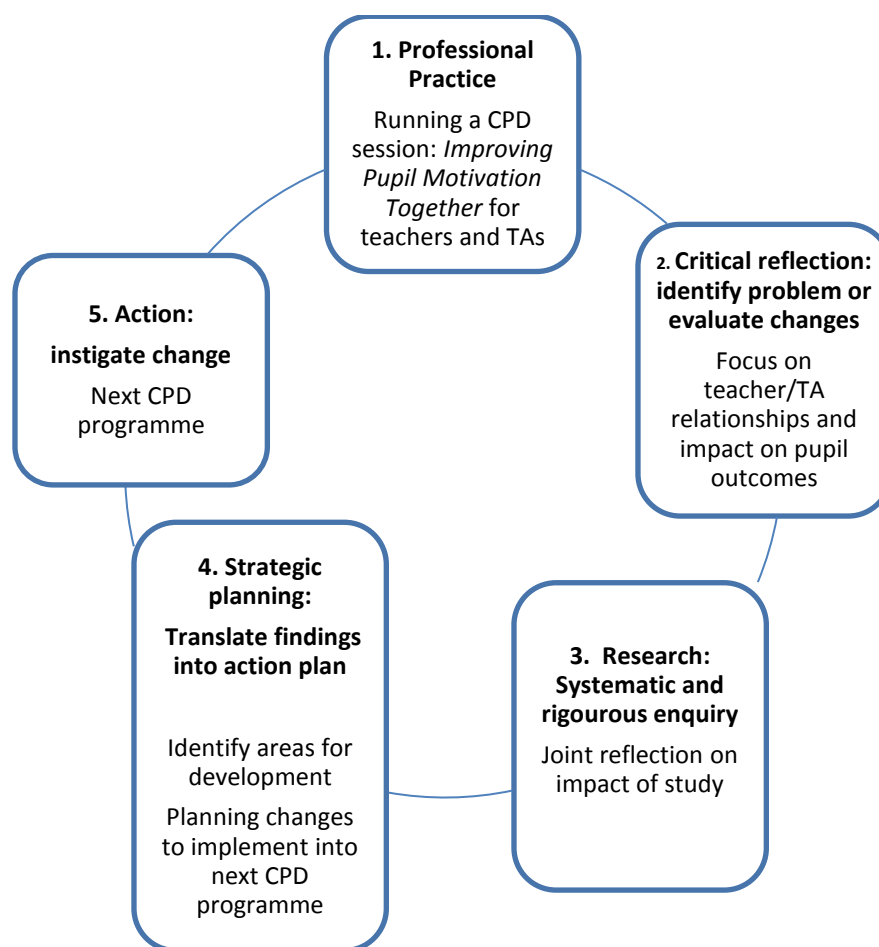 1. Professional
Practice
Running a CPD
session: Improving
Pupil Motivation
Together for
teachers and TAs
2. Critical reflection:
identify problem or
evaluate changes
Focus on
teacher/TA
relationships and
impact on pupil
outcomes
3. Research:
Systematic and
rigourous enquiry
Joint reflection on
impact of study
4. Strategic
planning:
Translate findings
into action plan
Identify areas for
development
Planning changes
to implement into
next CPD
programme
5. Action:
instigate change
Next CPD
programme